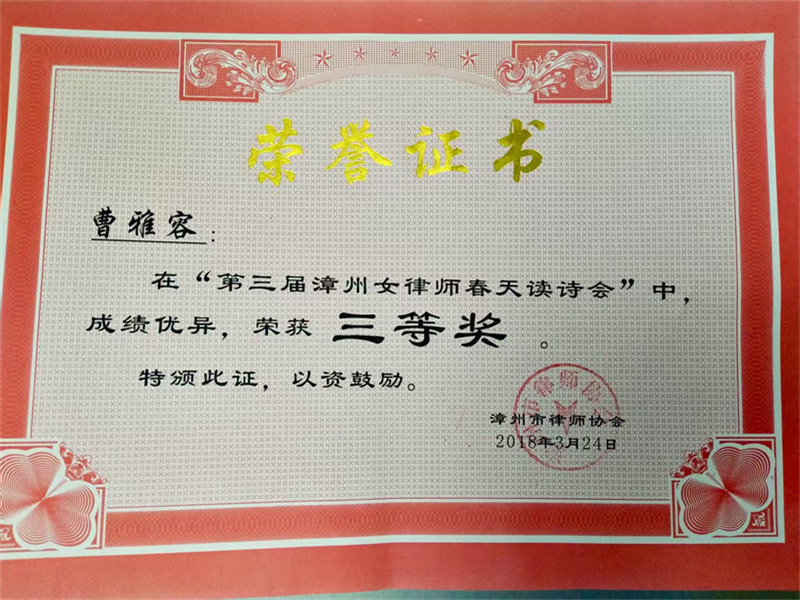 荣誉证书
曹雅容：
在“第三届漳州女律师春天读诗会”中，
成绩优异，荣获 三等奖 。
特颁此证，以资鼓励。
漳州市律师协会
2018年3月24日